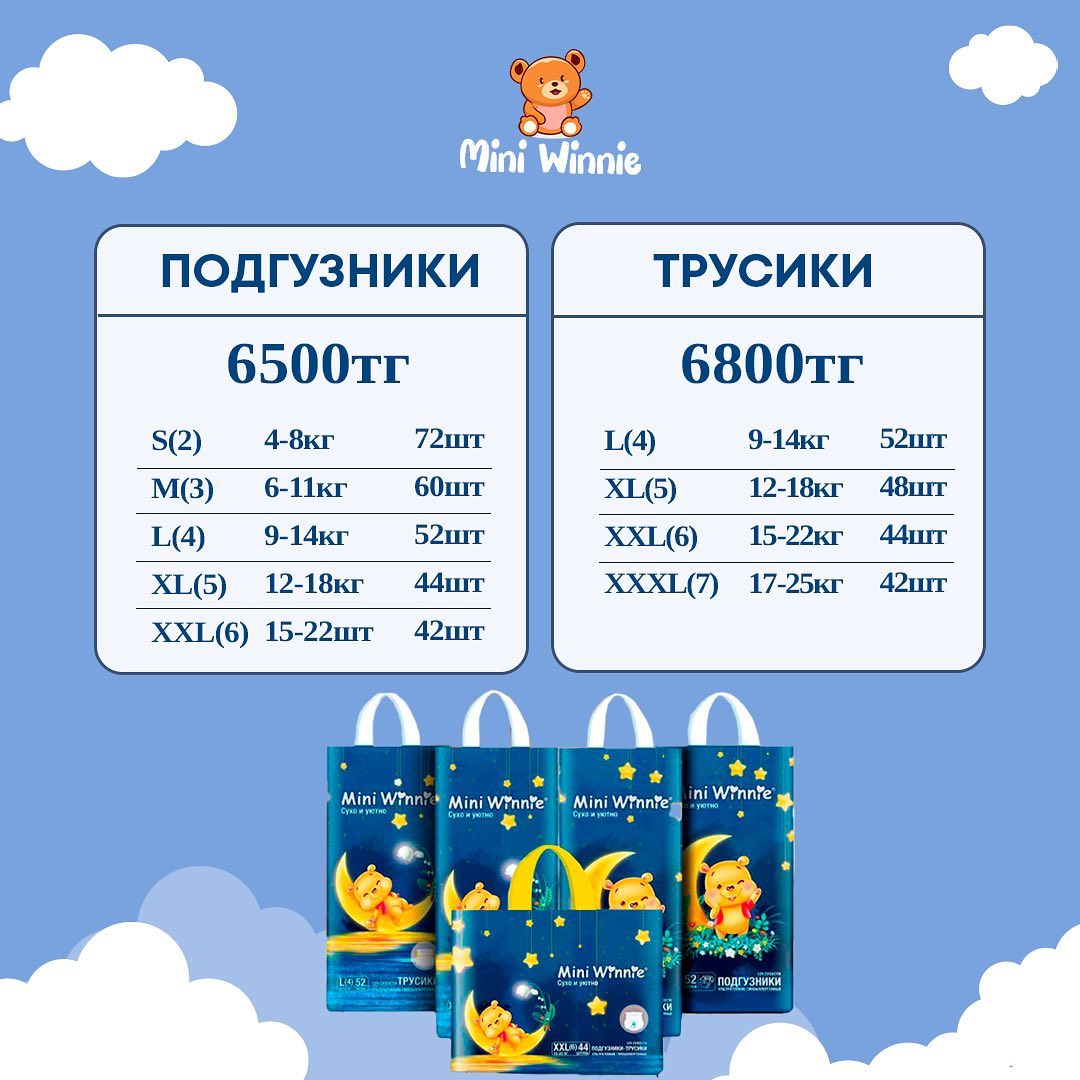 Mini Winnie
ПОДГУЗНИКИ
6500тг
S(2) 4-8кг 72шт
M(3) 6-11кг 60шт
L(4) 9-14кг 52шт
XL(5) 12-18кг 44шт
XXL(6) 15-22шт 42шт
ТРУСИКИ
6800тг
L(4) 9-14кг 52шт
XL(5) 12-18кг 48шт
XXL(6) 15-22кг 44шт
XXXL(7) 17-25кг 42шт
Mini Winnie
Сухо и уютно
L(4) 52
ТРУСИКИ
Mini Winnie®
Сухо и уютно
Mini Winnie®
Сухо и уютно
Winnie®
и уютно
52
ПОДГУЗНИКИ
Mini Winnie®
Сухо и уютно
XXL(6) 44
ПОДГУЗНИКИ-ТРУСИКИ